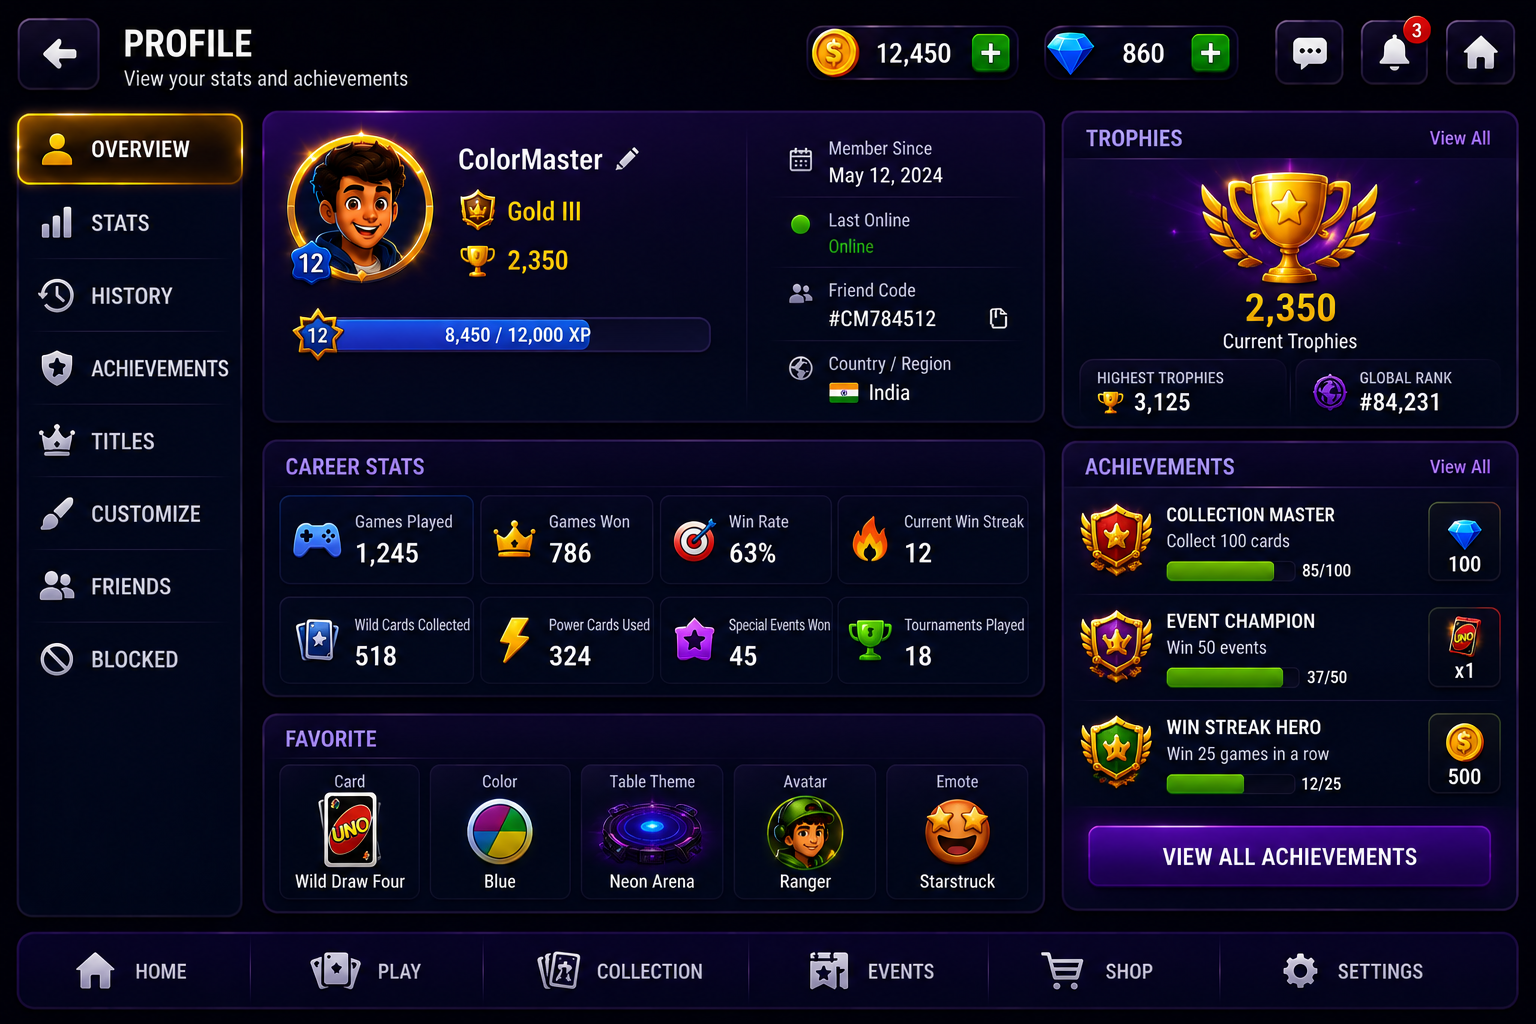 PROFILE
View your stats and achievements
12,450
860
3
OVERVIEW
STATS
HISTORY
ACHIEVEMENTS
TITLES
CUSTOMIZE
FRIENDS
BLOCKED
ColorMaster
Gold III
2,350
12
12
8,450 / 12,000 XP
Member Since
May 12, 2024
Last Online
Online
Friend Code
#CM784512
Country / Region
India
TROPHIES
View All
2,350
Current Trophies
HIGHEST TROPHIES
3,125
GLOBAL RANK
#84,231
CAREER STATS
Games Played
1,245
Games Won
786
Win Rate
63%
Current Win Streak
12
Wild Cards Collected
518
Power Cards Used
324
Special Events Won
45
Tournaments Played
18
ACHIEVEMENTS
View All
COLLECTION MASTER
Collect 100 cards
85/100
100
EVENT CHAMPION
Win 50 events
37/50
UNO
x1
WIN STREAK HERO
Win 25 games in a row
12/25
$
500
VIEW ALL ACHIEVEMENTS
FAVORITE
Card
UNO
Wild Draw Four
Color
Blue
Table Theme
Neon Arena
Avatar
Ranger
Emote
Starstruck
HOME
PLAY
COLLECTION
EVENTS
SHOP
SETTINGS